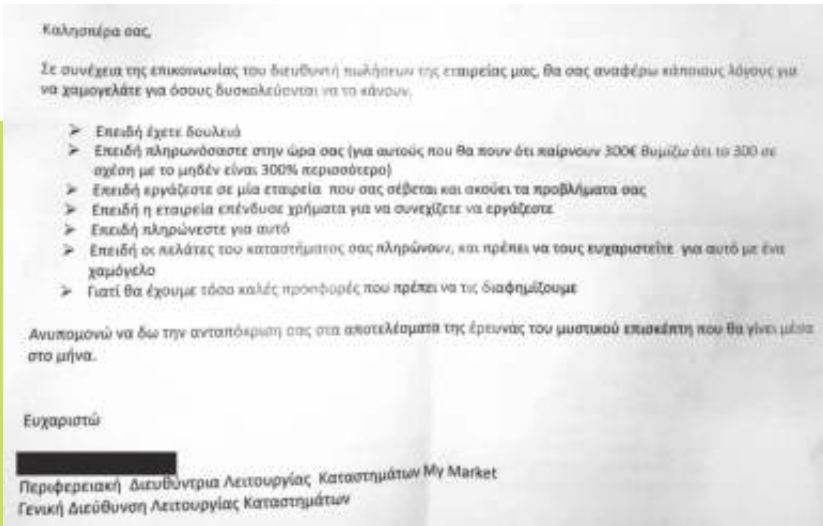 Καλησπέρα σας,
Σε συνέχεια της επικοινωνίας του διευθυντή πωλήσεων της εταιρείας μας, θα σας αναφέρω κάποιους λόγους για
να χαμογελάτε για όσους δυσκολεύονται να το κάνουν.
➢ Επειδή έχετε δουλειά
➢ Επειδή πληρωνόσαστε στην ώρα σας (για αυτούς που θα πουν ότι παίρνουν 300€ θυμίζω ότι το 300 σε
σχέση με το μηδέν είναι 300% περισσότερο)
➢ Επειδή εργάζεστε σε μία εταιρεία που σας σέβεται και ακούει τα προβλήματα σας
➢ Επειδή η εταιρεία επένδυσε χρήματα για να συνεχίζετε να εργάζεστε
➢ Επειδή πληρώνεστε για αυτό
➢ Επειδή οι πελάτες του καταστήματος σας πληρώνουν, και πρέπει να τους ευχαριστείτε για αυτό με ένα
χαμόγελο
➢ Γιατί θα έχουμε τόσο καλές προσφορές που πρέπει να τις διαφημίζουμε
Ανυπομονώ να δω την ανταπόκριση σας στα αποτελέσματα της έρευνάς του μυστικού επισκέπτη που θα γίνει μέσα
στο μήνα.
Ευχαριστώ
Περιφερειακή Διευθύντρια Λειτουργίας Καταστημάτων My Market
Γενική Διεύθυνση Λειτουργίας Καταστημάτων